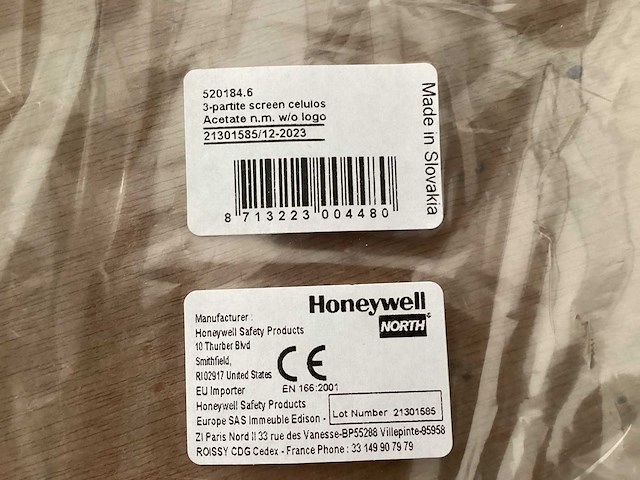 520184.6
3-partite screen celulos
Acetate n.m. w/o logo
21301585/12-2023
8 713223 004480
Made in Slovakia
Honeywell
NORTH
Manufacturer :
Honeywell Safety Products
10 Thurber Blvd
Smithfield,
RI 02917 United States
CE
EN 166:2001
EU Importer
Honeywell Safety Products
Europe SAS Immeuble Edison -
Lot Number 21301585
ZI Paris Nord II 33 rue des Vanesse-BP55288 Villepinte-95958
ROISSY CDG Cedex - France Phone : 33 149 90 79 79